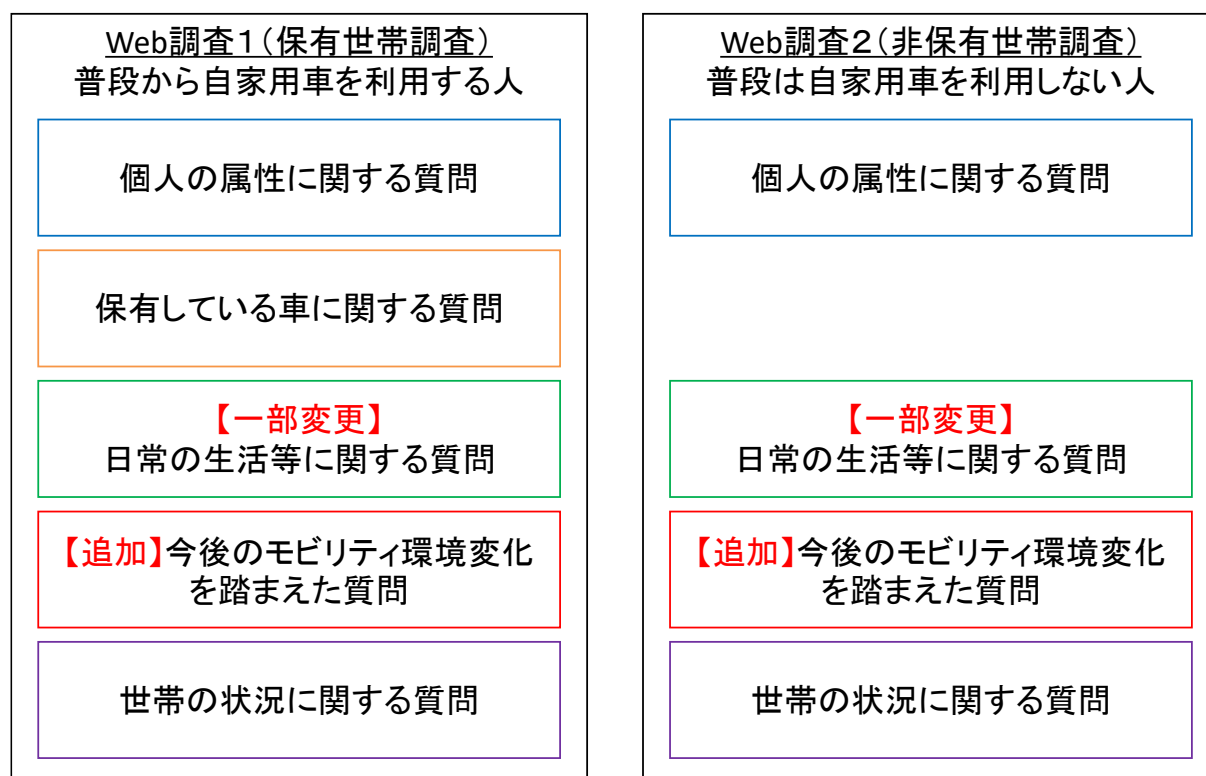 Web調査1(保有世帯調査)
普段から自家用車を利用する人
個人の属性に関する質問
保有している車に関する質問
【一部変更】
日常の生活等に関する質問
【追加】今後のモビリティ環境変化
を踏まえた質問
世帯の状況に関する質問
Web調査2(非保有世帯調査)
普段は自家用車を利用しない人
個人の属性に関する質問
【一部変更】
日常の生活等に関する質問
【追加】今後のモビリティ環境変化
を踏まえた質問
世帯の状況に関する質問